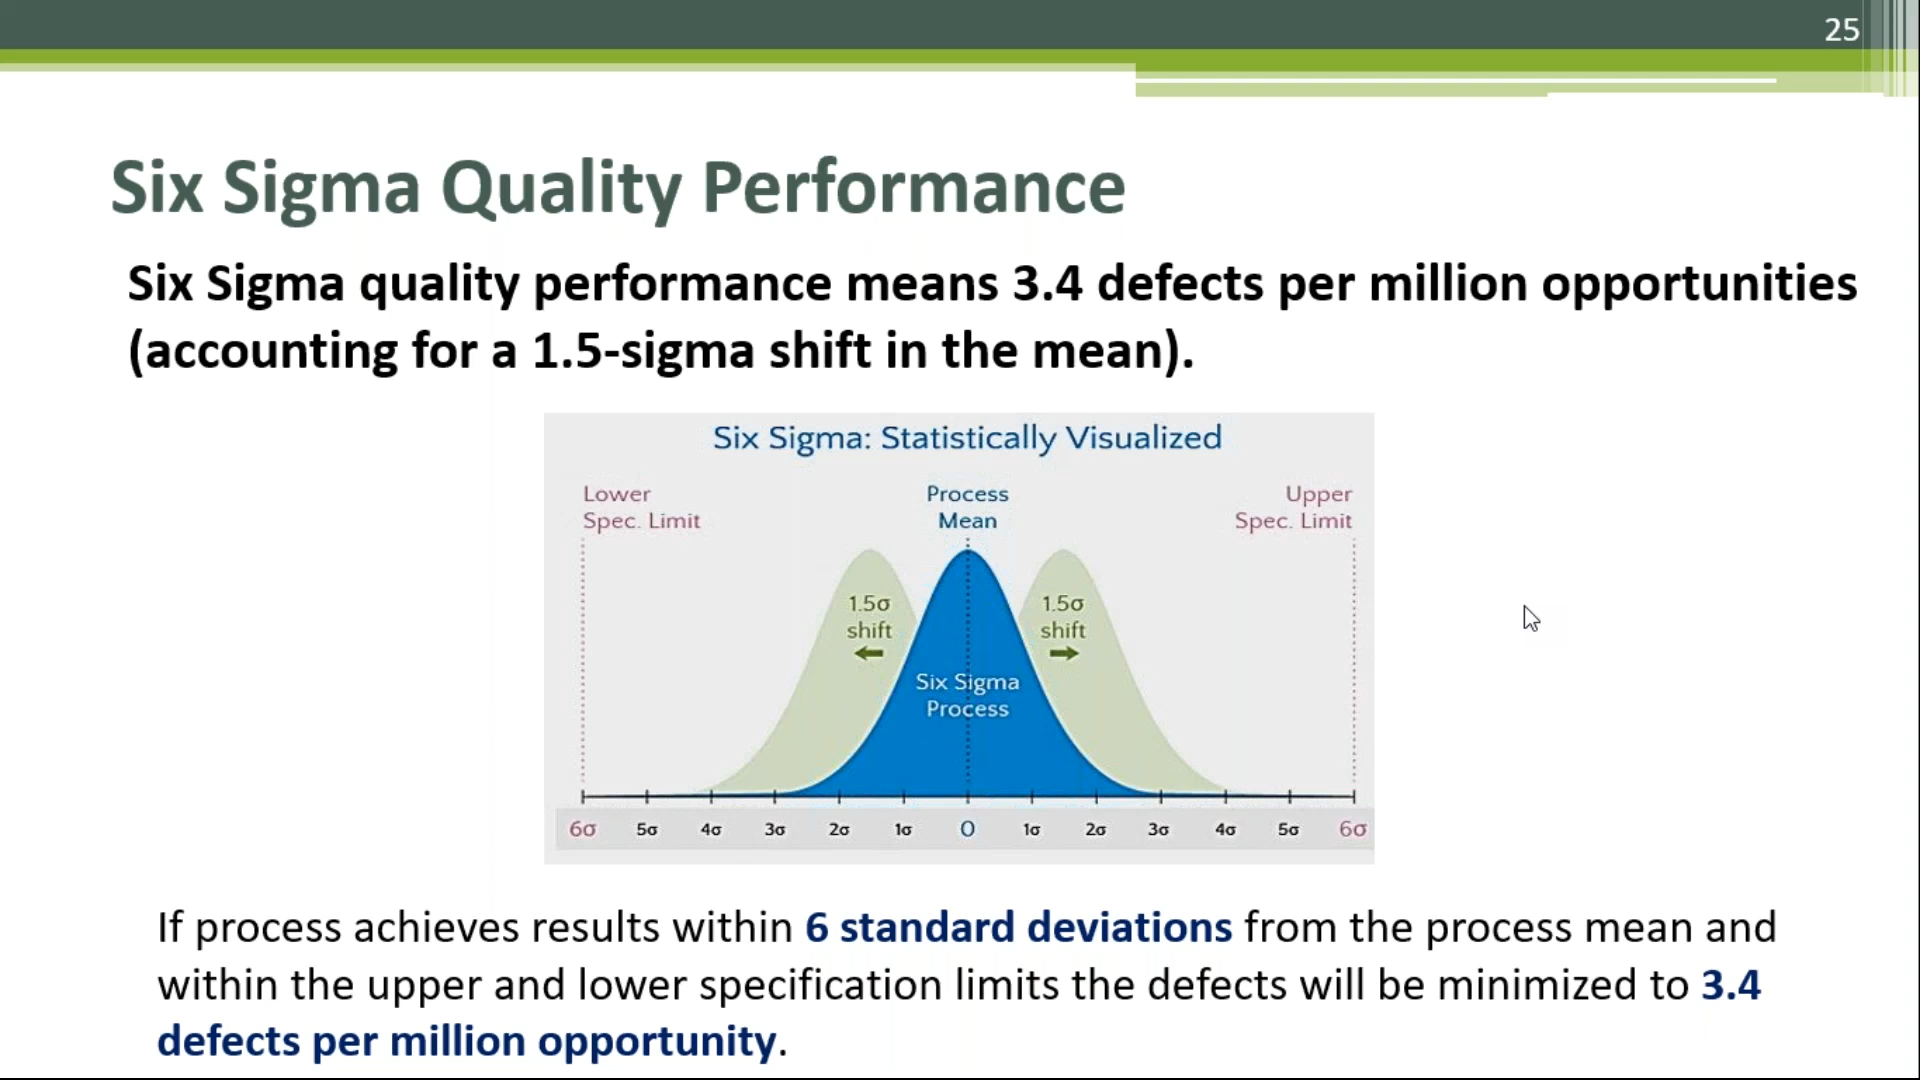 25
Six Sigma Quality Performance
Six Sigma quality performance means 3.4 defects per million opportunities
(accounting for a 1.5-sigma shift in the mean).
Six Sigma: Statistically Visualized
Lower
Spec. Limit
Process
Mean
Upper
Spec. Limit
1.5σ
shift
1.5σ
shift
Six Sigma
Process
6σ 5σ 4σ 3σ 2σ 1σ 0 1σ 2σ 3σ 4σ 5σ 6σ
If process achieves results within 6 standard deviations from the process mean and
within the upper and lower specification limits the defects will be minimized to 3.4
defects per million opportunity.